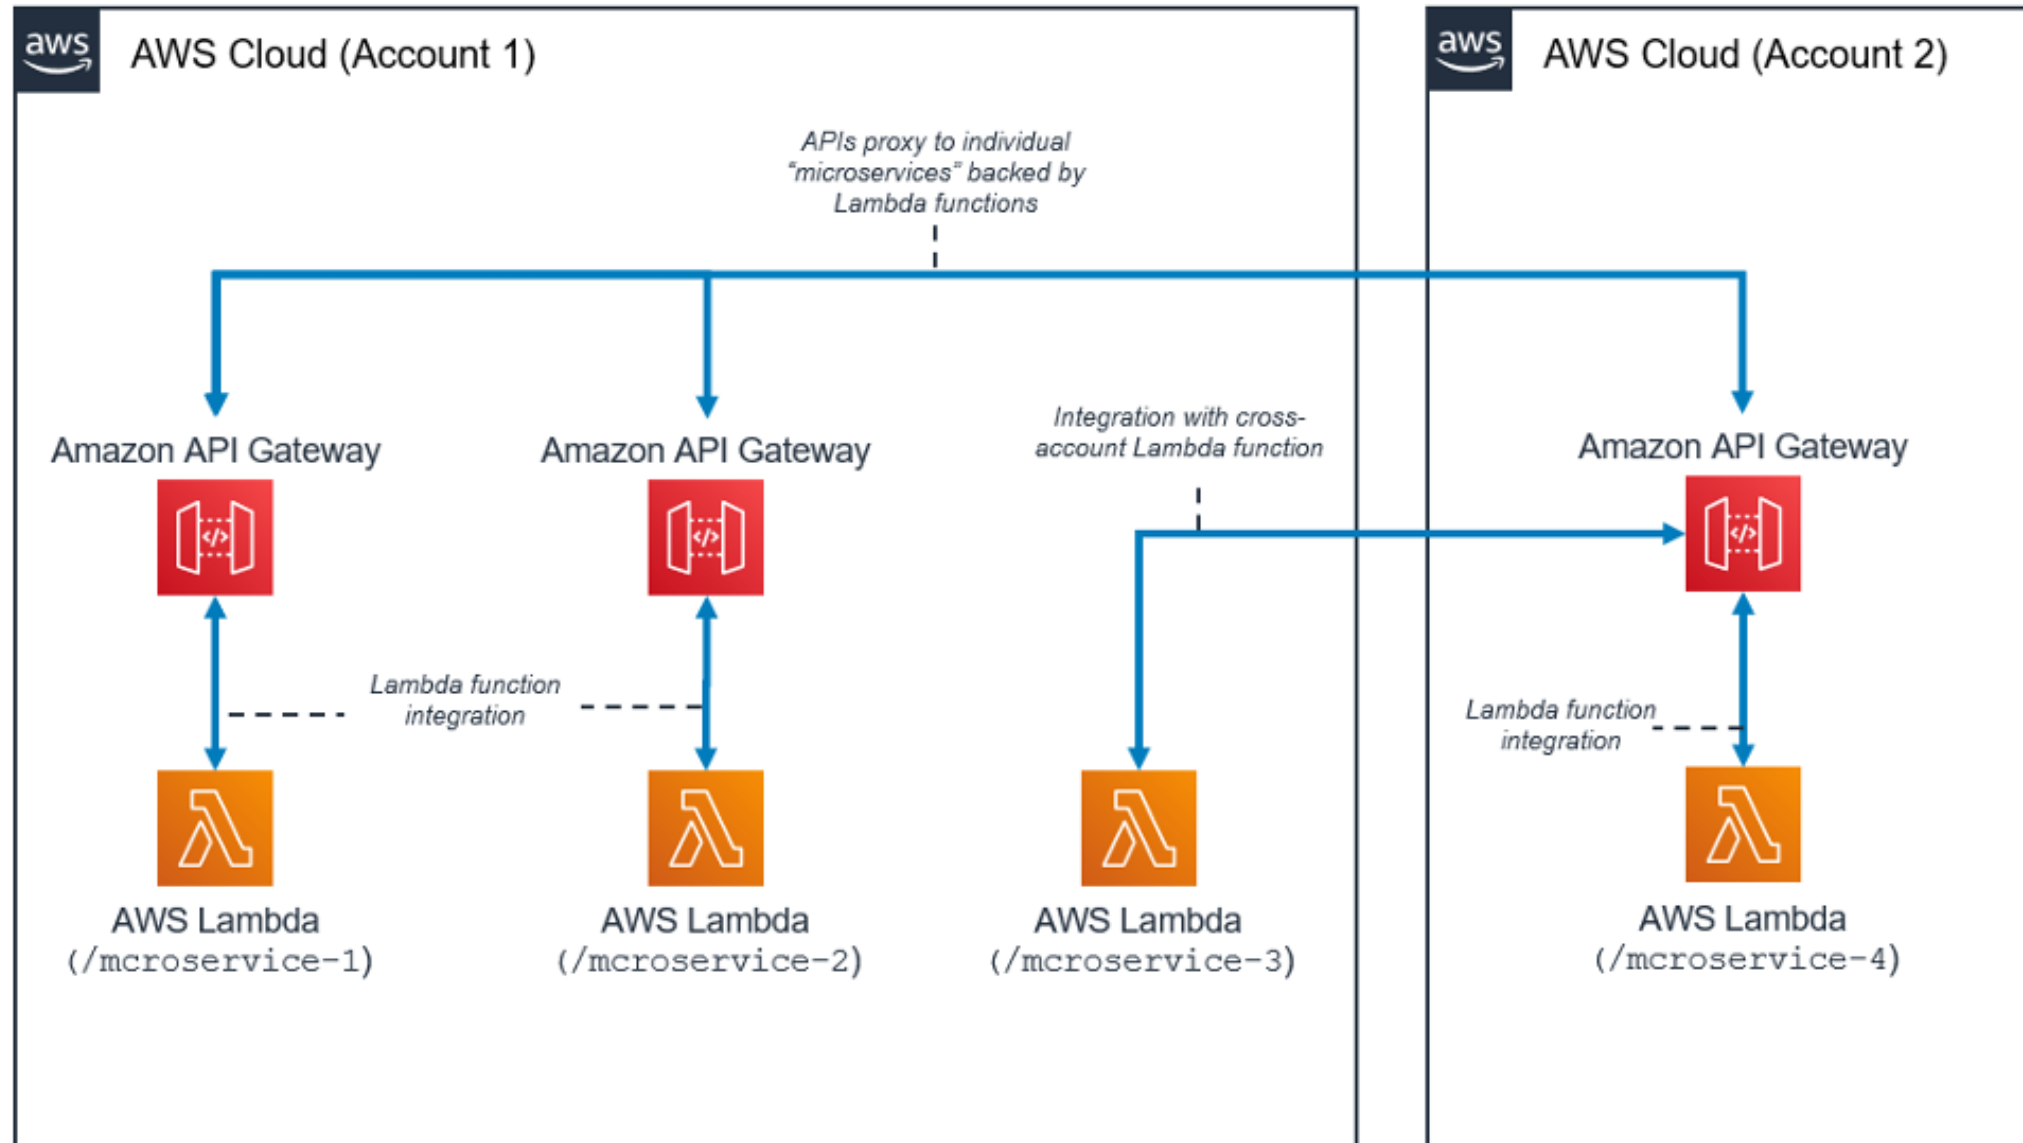 aws
AWS Cloud (Account 1)
aws
AWS Cloud (Account 2)
APIs proxy to individual
“microservices” backed by
Lambda functions
Integration with cross-
account Lambda function
Amazon API Gateway
Amazon API Gateway
Amazon API Gateway
</>
</>
</>
Lambda function
integration
Lambda function
integration
AWS Lambda
(/mcroservice-1)
AWS Lambda
(/mcroservice-2)
AWS Lambda
(/mcroservice-3)
AWS Lambda
(/mcroservice-4)